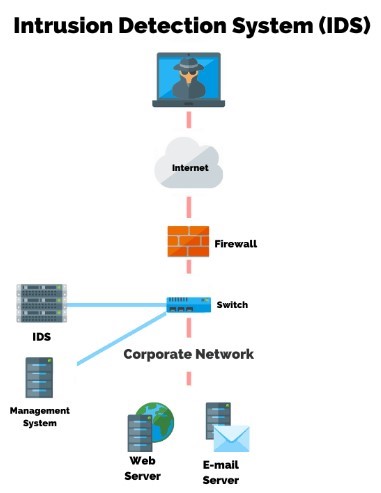 Intrusion Detection System (IDS)
Internet
Firewall
Switch
IDS
Corporate Network
Management
System
Web
Server
E-mail
Server